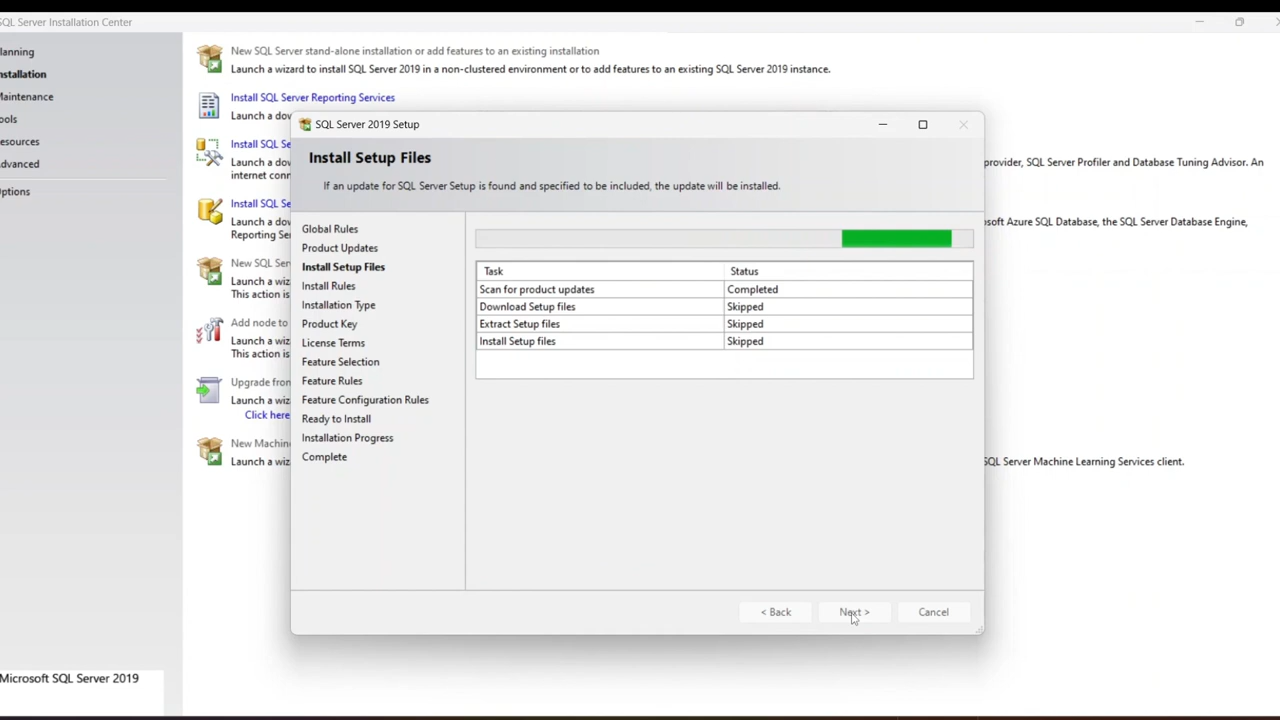 SQL Server Installation Center
lanning
nstallation
Maintenance
ools
esources
dvanced
ptions
Microsoft SQL Server 2019
New SQL Server stand-alone installation or add features to an existing installation
Launch a wizard to install SQL Server 2019 in a non-clustered environment or to add features to an existing SQL Server 2019 instance.
Install SQL Server Reporting Services
Launch a dov
Install SQL Se
Launch a dov
provider, SQL Server Profiler and Database Tuning Advisor. An
internet conn
Install SQL Se
Launch a dov
osoft Azure SQL Database, the SQL Server Database Engine,
Reporting Se
New SQL Ser
Launch a wiz
This action is
Add node to
Launch a wiz
This action is
Upgrade from
Launch a wiz
Click here
New Machin
Launch a wiz
SQL Server Machine Learning Services client.
SQL Server 2019 Setup
Install Setup Files
If an update for SQL Server Setup is found and specified to be included, the update will be installed.
Global Rules
Product Updates
Install Setup Files
Install Rules
Installation Type
Product Key
License Terms
Feature Selection
Feature Rules
Feature Configuration Rules
Ready to Install
Installation Progress
Complete
Task Status
Scan for product updates Completed
Download Setup files Skipped
Extract Setup files Skipped
Install Setup files Skipped
< Back Next > Cancel